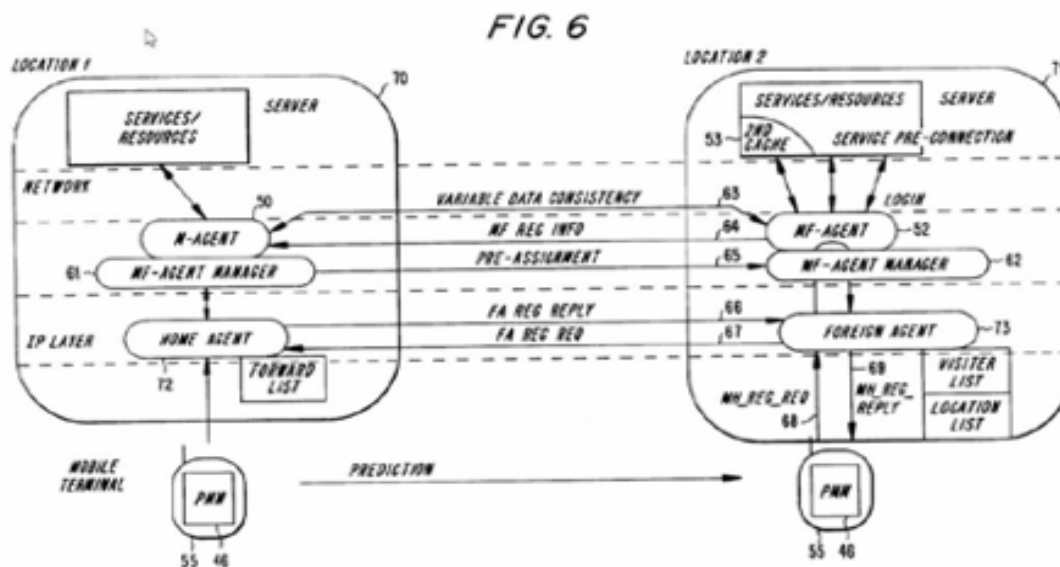 FIG. 6
LOCATION 1
70
SERVICES/
RESOURCES
SERVER
NETWORK
50
M-AGENT
61
MF-AGENT MANAGER
IP LAYER
HOME AGENT
72
FORWARD
LIST
MOBILE
TERMINAL
PMM
55
46
VARIABLE DATA CONSISTENCY
63
MF REG INFO
64
PRE-ASSIGNMENT
65
FA REG REPLY
66
FA REG REQ
67
PREDICTION
LOCATION 2
SERVICES/RESOURCES
SERVER
53
2ND
CACHE
SERVICE PRE-CONNECTION
LOGIN
MF-AGENT
52
MF-AGENT MANAGER
62
FOREIGN AGENT
73
MH_REG_REQ
68
69
MH_REG_
REPLY
VISITER
LIST
LOCATION
LIST
PMM
55
46